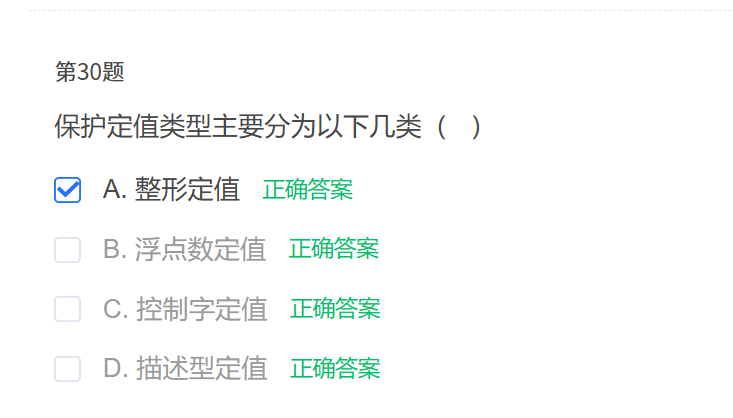 第30题
保护定值类型主要分为以下几类（ ）
A. 整形定值 正确答案
B. 浮点数定值 正确答案
C. 控制字定值 正确答案
D. 描述型定值 正确答案